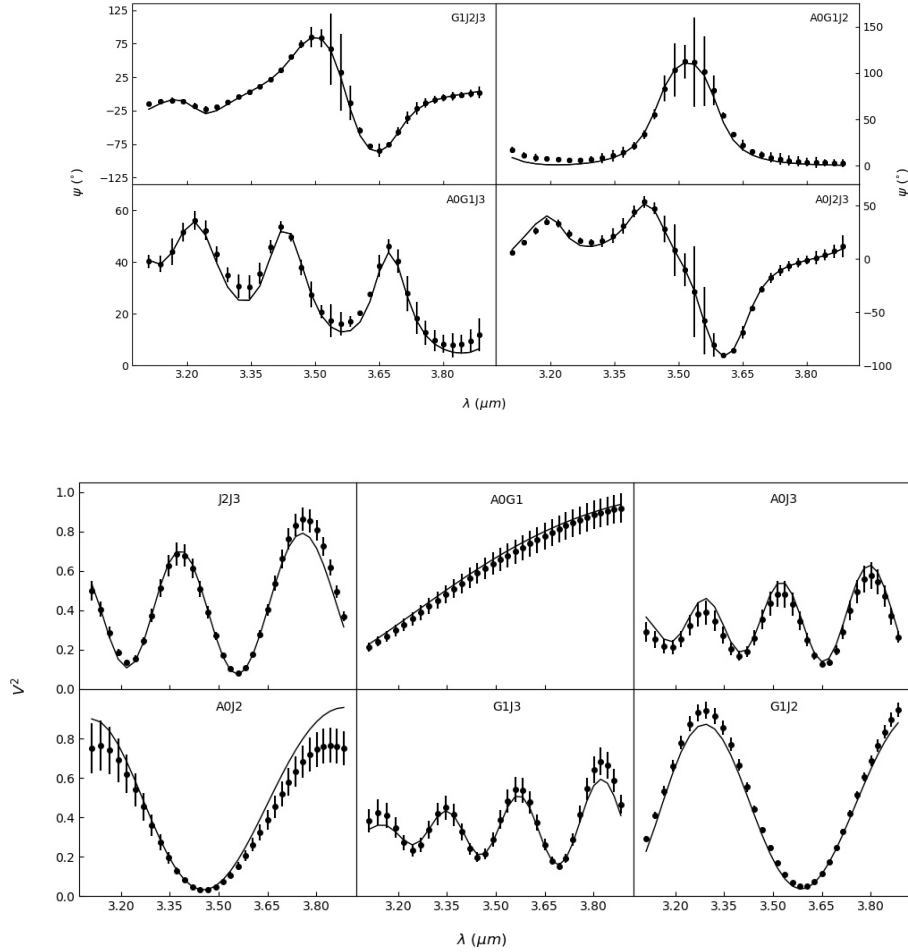 G1J2J3
A0G1J2
125
75
25
−25
−75
−125
ψ (°)
150
100
50
0
ψ (°)
A0G1J3
A0J2J3
60
40
20
0
50
0
−50
−100
3.20 3.35 3.50 3.65 3.80 3.20 3.35 3.50 3.65 3.80
λ (μm)
J2J3
A0G1
A0J3
1.0
0.8
0.6
0.4
0.2
0.0
V²
A0J2
G1J3
G1J2
0.8
0.6
0.4
0.2
0.0
3.20 3.35 3.50 3.65 3.80 3.20 3.35 3.50 3.65 3.80 3.20 3.35 3.50 3.65 3.80
λ (μm)